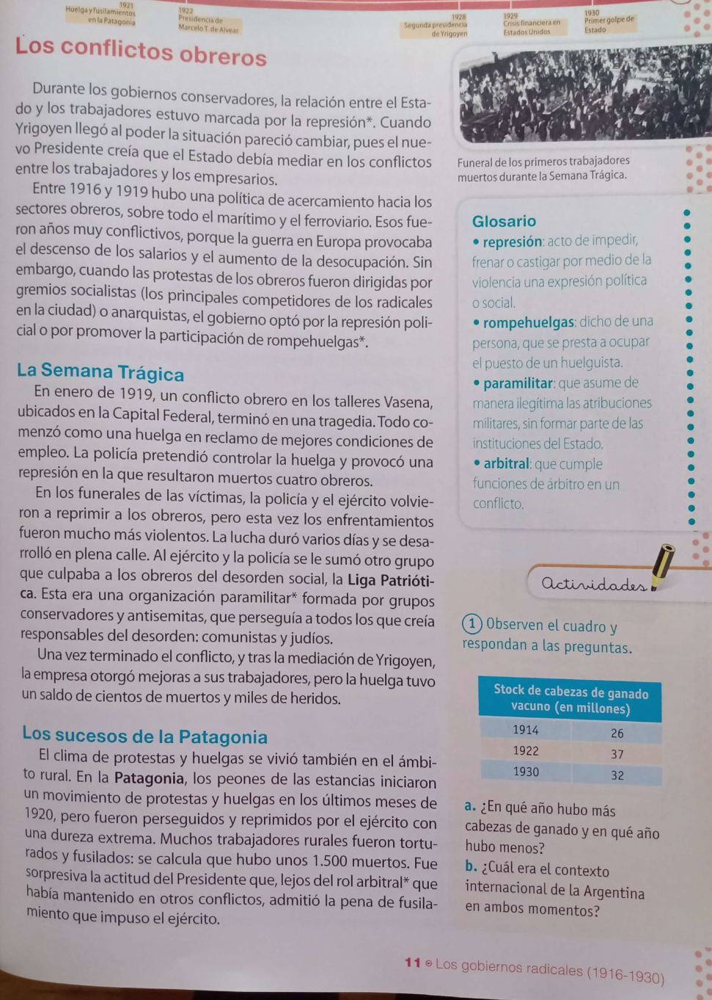 1921
Huelga y fusilamientos
en la Patagonia
1922
Presidencia de
Marcelo T. de Alvear
1928
Segunda presidencia
de Yrigoyen
1929
Crisis financiera en
Estados Unidos
1930
Primer golpe de
Estado
Los conflictos obreros
Durante los gobiernos conservadores, la relación entre el Esta-
do y los trabajadores estuvo marcada por la represión*. Cuando
Yrigoyen llegó al poder la situación pareció cambiar, pues el nue-
vo Presidente creía que el Estado debía mediar en los conflictos
entre los trabajadores y los empresarios.
Entre 1916 y 1919 hubo una política de acercamiento hacia los
sectores obreros, sobre todo el marítimo y el ferroviario. Esos fue-
ron años muy conflictivos, porque la guerra en Europa provocaba
el descenso de los salarios y el aumento de la desocupación. Sin
embargo, cuando las protestas de los obreros fueron dirigidas por
gremios socialistas (los principales competidores de los radicales
en la ciudad) o anarquistas, el gobierno optó por la represión poli-
cial o por promover la participación de rompehuelgas*.
La Semana Trágica
En enero de 1919, un conflicto obrero en los talleres Vasena,
ubicados en la Capital Federal, terminó en una tragedia. Todo co-
menzó como una huelga en reclamo de mejores condiciones de
empleo. La policía pretendió controlar la huelga y provocó una
represión en la que resultaron muertos cuatro obreros.
En los funerales de las víctimas, la policía y el ejército volvie-
ron a reprimir a los obreros, pero esta vez los enfrentamientos
fueron mucho más violentos. La lucha duró varios días y se desa-
rrolló en plena calle. Al ejército y la policía se le sumó otro grupo
que culpaba a los obreros del desorden social, la Liga Patrióti-
ca. Esta era una organización paramilitar* formada por grupos
conservadores y antisemitas, que perseguía a todos los que creía
responsables del desorden: comunistas y judíos.
Una vez terminado el conflicto, y tras la mediación de Yrigoyen,
la empresa otorgó mejoras a sus trabajadores, pero la huelga tuvo
un saldo de cientos de muertos y miles de heridos.
Los sucesos de la Patagonia
El clima de protestas y huelgas se vivió también en el ámbi-
to rural. En la Patagonia, los peones de las estancias iniciaron
un movimiento de protestas y huelgas en los últimos meses de
1920, pero fueron perseguidos y reprimidos por el ejército con
una dureza extrema. Muchos trabajadores rurales fueron tortu-
rados y fusilados: se calcula que hubo unos 1.500 muertos. Fue
sorpresiva la actitud del Presidente que, lejos del rol arbitral* que
había mantenido en otros conflictos, admitió la pena de fusila-
miento que impuso el ejército.
Funeral de los primeros trabajadores
muertos durante la Semana Trágica.
Glosario
• represión: acto de impedir,
frenar o castigar por medio de la
violencia una expresión política
o social.
• rompehuelgas: dicho de una
persona, que se presta a ocupar
el puesto de un huelguista.
• paramilitar: que asume de
manera ilegítima las atribuciones
militares, sin formar parte de las
instituciones del Estado.
• arbitral: que cumple
funciones de árbitro en un
conflicto.
Actividades
1 Observen el cuadro y
respondan a las preguntas.
Stock de cabezas de ganado
vacuno (en millones)
1914 26
1922 37
1930 32
a. ¿En qué año hubo más
cabezas de ganado y en qué año
hubo menos?
b. ¿Cuál era el contexto
internacional de la Argentina
en ambos momentos?
11 Los gobiernos radicales (1916-1930)